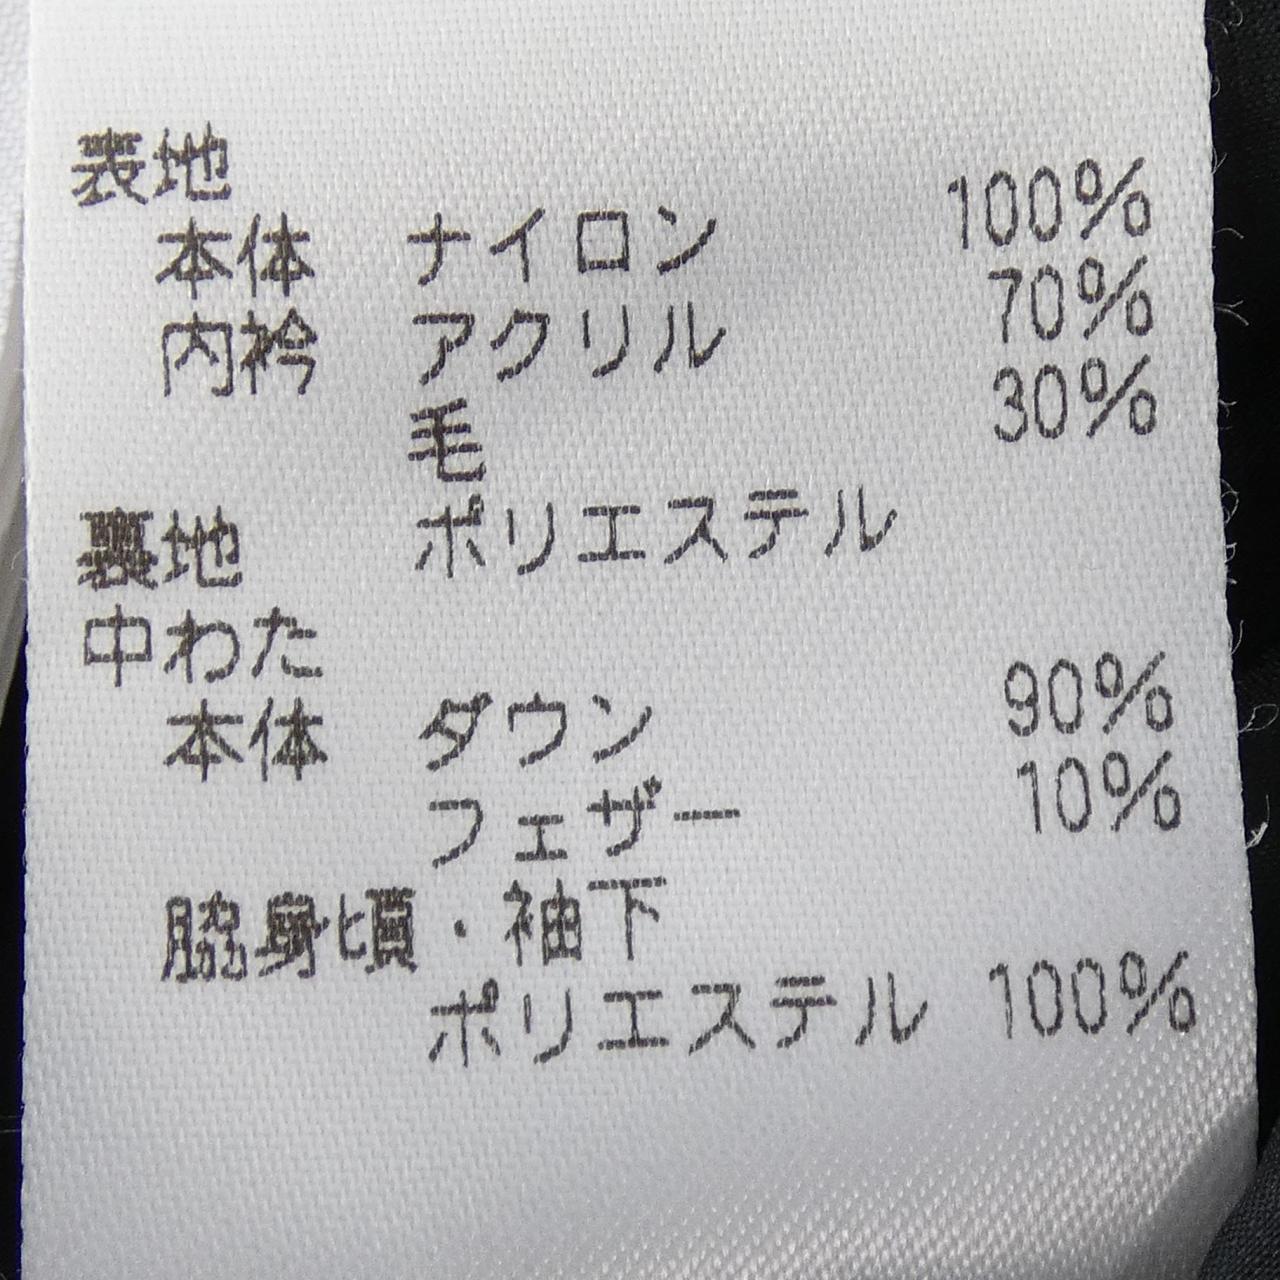 表地
本体 ナイロン 100%
内衿 アクリル 70%
毛 30%
裏地 ポリエステル
中わた
本体 ダウン 90%
フェザー 10%
脇身頃・袖下
ポリエステル 100%